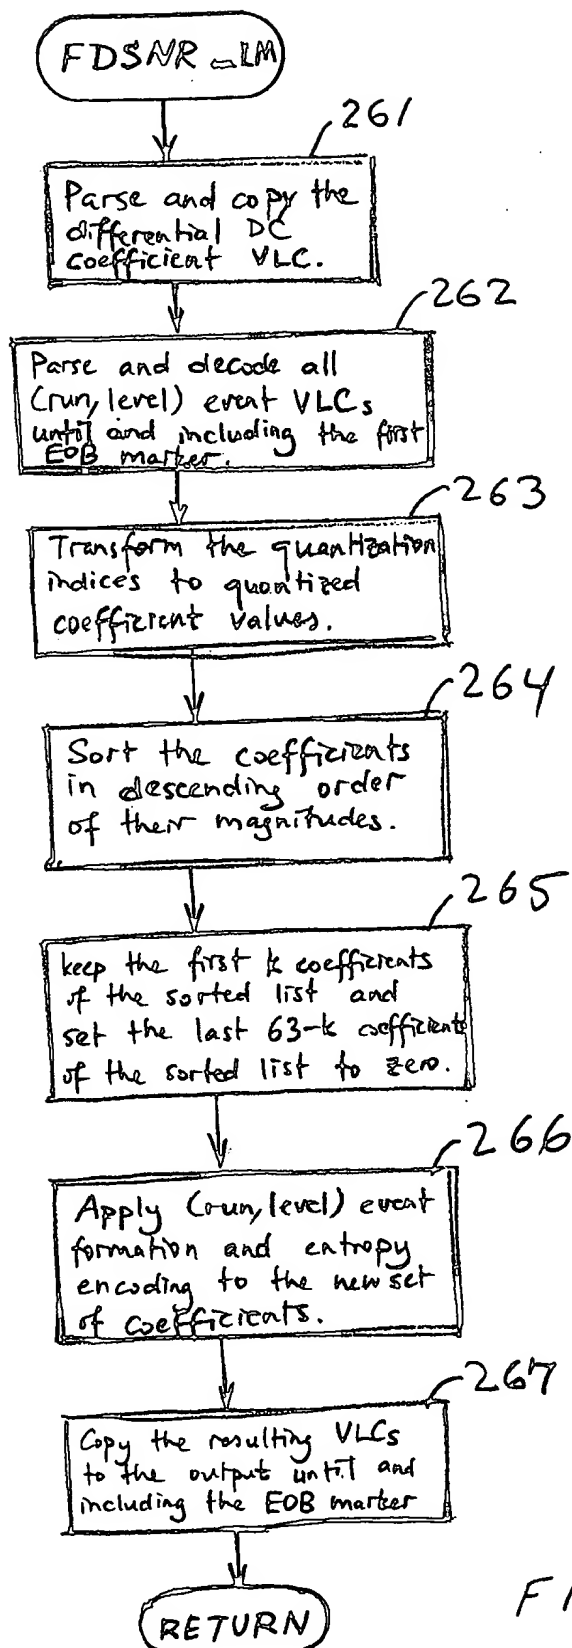 FDSNR_LM
261
Parse and copy the
differential DC
coefficient VLC.
262
Parse and decode all
(run, level) event VLCs
until and including the first
EOB marker.
263
Transform the quantization
indices to quantized
coefficient values.
264
Sort the coefficients
in descending order
of their magnitudes.
265
keep the first k coefficients
of the sorted list and
set the last 63-k coefficients
of the sorted list to zero.
266
Apply (run, level) event
formation and entropy
encoding to the new set
of coefficients.
267
Copy the resulting VLCs
to the output until and
including the EOB marker
RETURN